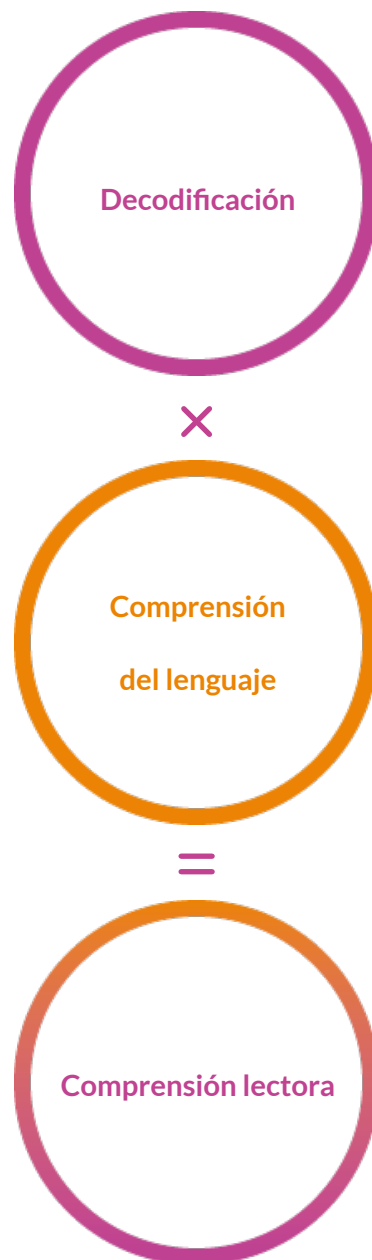 Decodificación
×
Comprensión
del lenguaje
=
Comprensión lectora